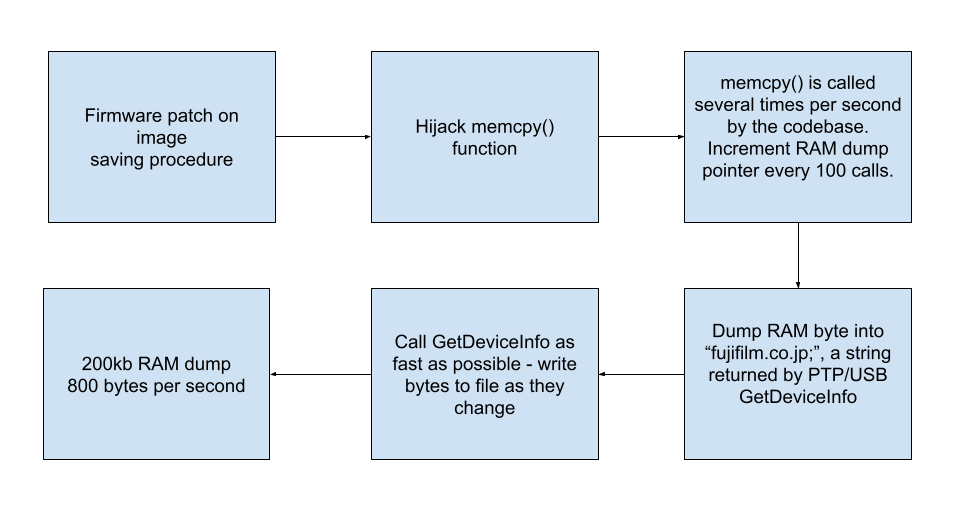 Firmware patch on
image
saving procedure
Hijack memcpy()
function
memcpy() is called
several times per second
by the codebase.
Increment RAM dump
pointer every 100 calls.
Dump RAM byte into
“fujifilm.co.jp;”, a string
returned by PTP/USB
GetDeviceInfo
Call GetDeviceInfo as
fast as possible - write
bytes to file as they
change
200kb RAM dump
800 bytes per second